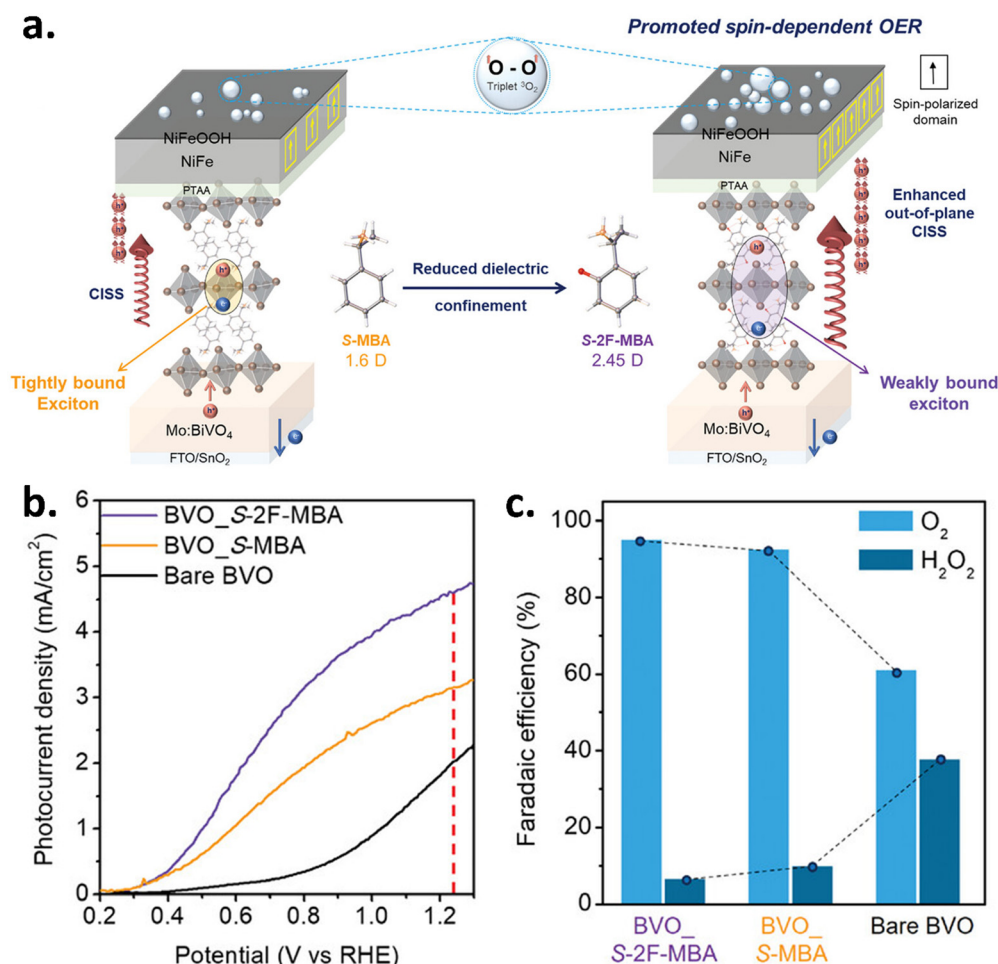 a.
Promoted spin-dependent OER
O - O
Triplet ³O₂
Spin-polarized
domain
NiFeOOH
NiFe
PTAA
h⁺
h⁺
h⁺
h⁺
CISS
h⁺
e⁻
Tightly bound
Exciton
h⁺
Mo:BiVO₄
e⁻
FTO/SnO₂
S-MBA
1.6 D
Reduced dielectric
confinement
S-2F-MBA
2.45 D
NiFeOOH
NiFe
PTAA
h⁺
h⁺
h⁺
h⁺
Enhanced
out-of-plane
CISS
h⁺
e⁻
Weakly bound
exciton
h⁺
Mo:BiVO₄
e⁻
FTO/SnO₂
b.
Photocurrent density (mA/cm²)
6
5
4
3
2
1
0
BVO_S-2F-MBA
BVO_S-MBA
Bare BVO
0.2 0.4 0.6 0.8 1.0 1.2
Potential (V vs RHE)
c.
Faradaic efficiency (%)
100
80
60
40
20
0
O₂
H₂O₂
BVO_
S-2F-MBA
BVO_
S-MBA
Bare BVO